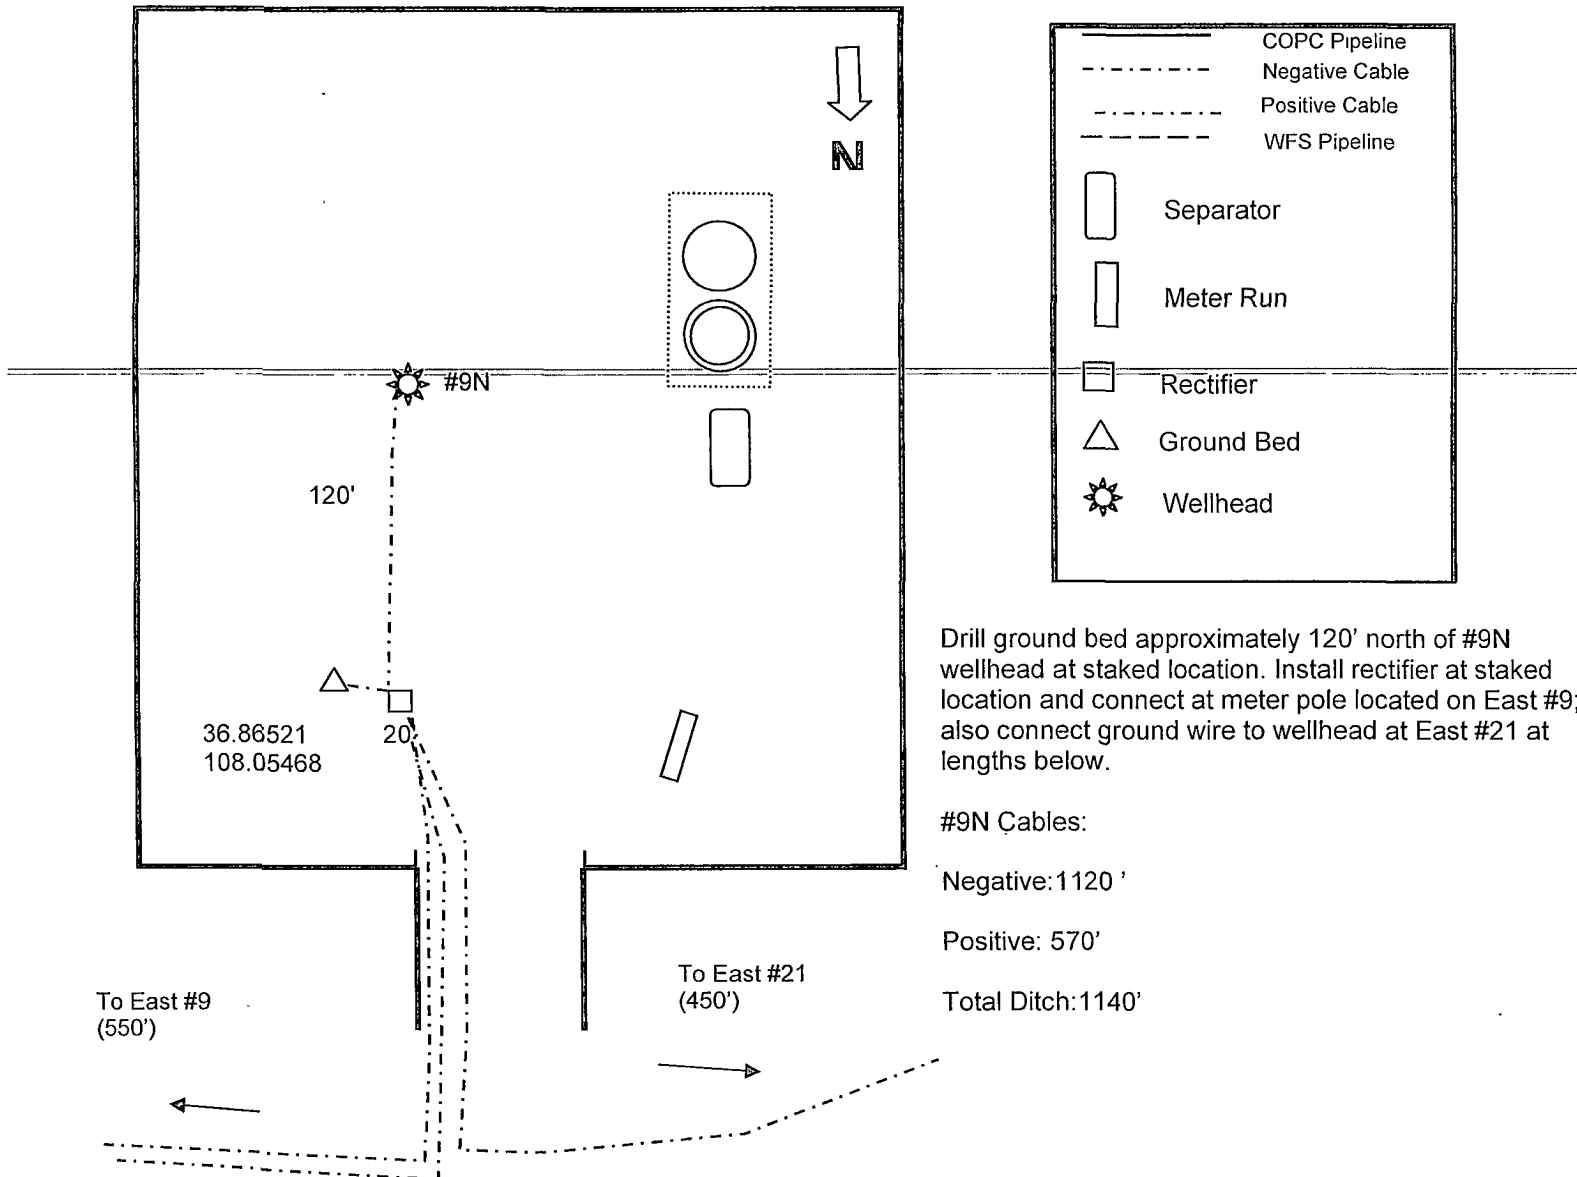 COPC Pipeline
Negative Cable
Positive Cable
WFS Pipeline
N
Separator
Meter Run
#9N
Rectifier
Ground Bed
120'
Wellhead
Drill ground bed approximately 120' north of #9N
wellhead at staked location. Install rectifier at staked
location and connect at meter pole located on East #9;
also connect ground wire to wellhead at East #21 at
lengths below.
36.86521
108.05468
20'
#9N Cables:
Negative:1120 '
Positive: 570'
Total Ditch:1140'
To East #21
(450')
To East #9
(550')